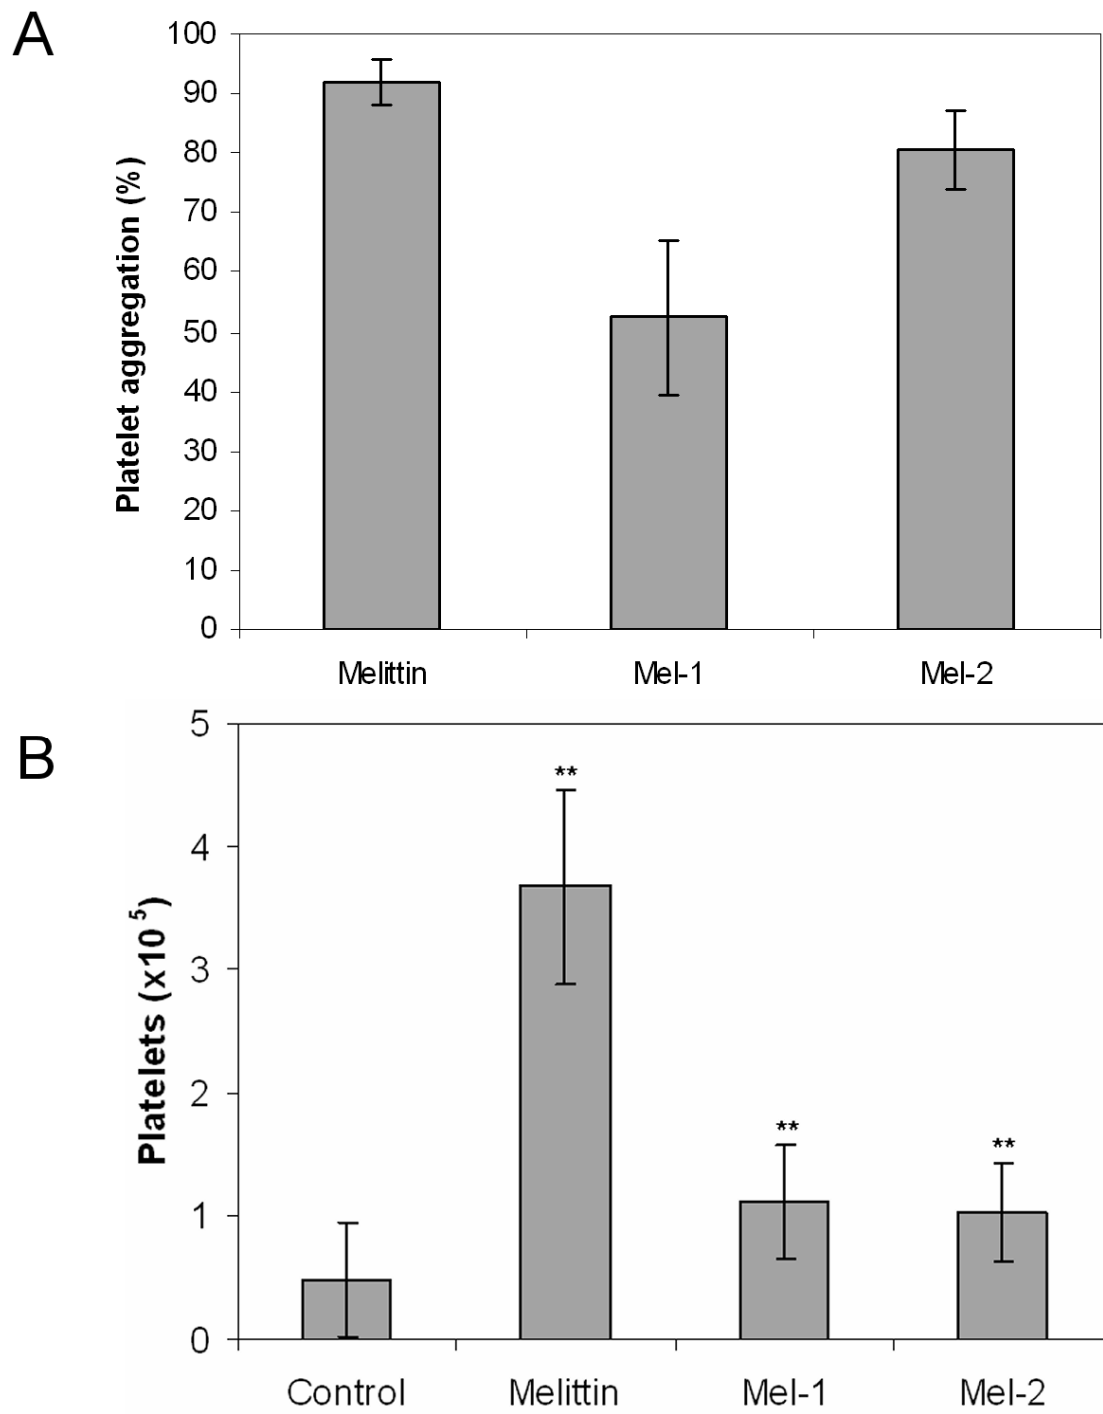 A
Platelet aggregation (%)
100
90
80
70
60
50
40
30
20
10
0
Melittin
Mel-1
Mel-2
B
Platelets (x10⁵)
5
4
3
2
1
0
**
**
**
Control
Melittin
Mel-1
Mel-2